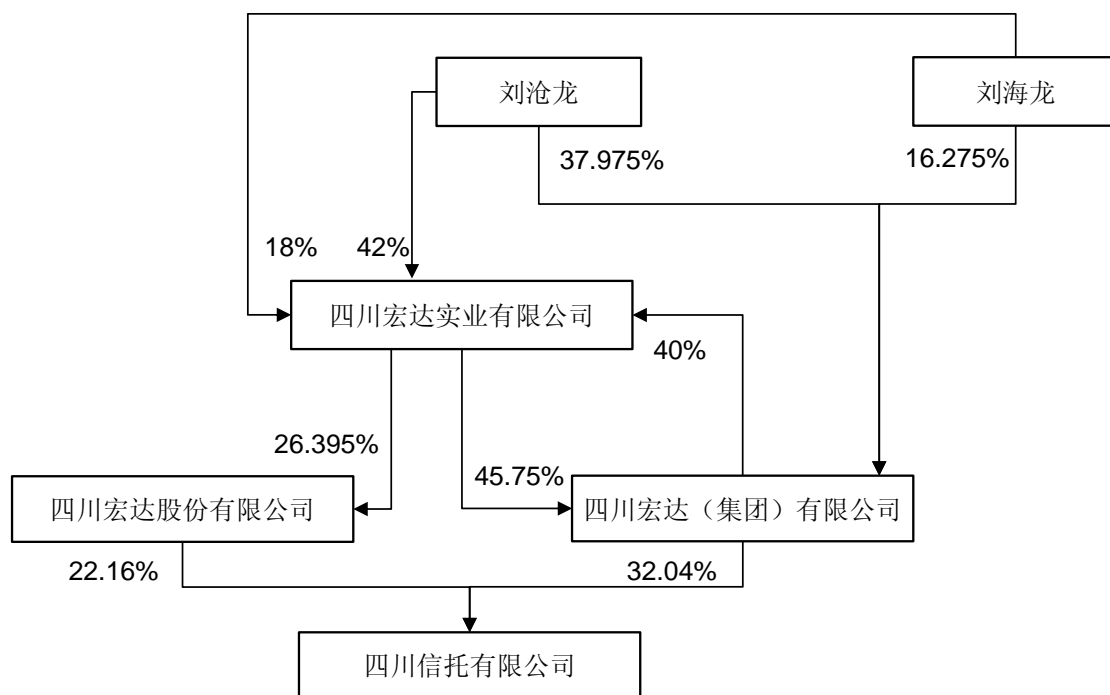 刘沧龙
刘海龙
37.975%
16.275%
18%
42%
四川宏达实业有限公司
40%
26.395%
45.75%
四川宏达股份有限公司
四川宏达（集团）有限公司
22.16%
32.04%
四川信托有限公司